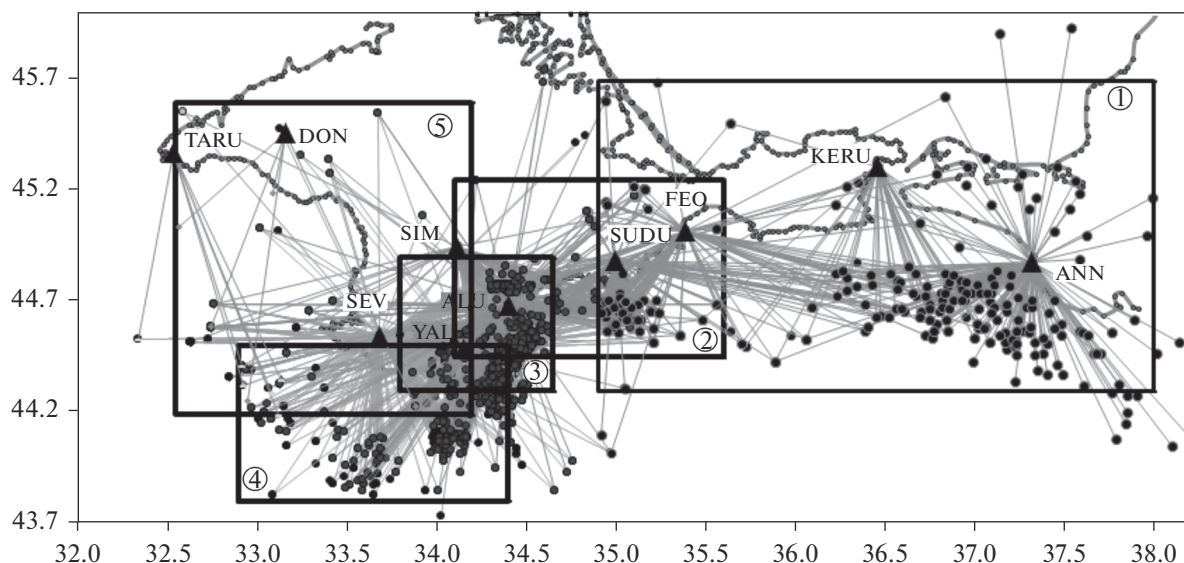 45.7
①
⑤
TARU
DON
KERU
45.2
FEO
SIM
SUDU
ANN
44.7
SEV
ALU
YAL
②
③
44.2
④
43.7
32.0 32.5 33.0 33.5 34.0 34.5 35.0 35.5 36.0 36.5 37.0 37.5 38.0